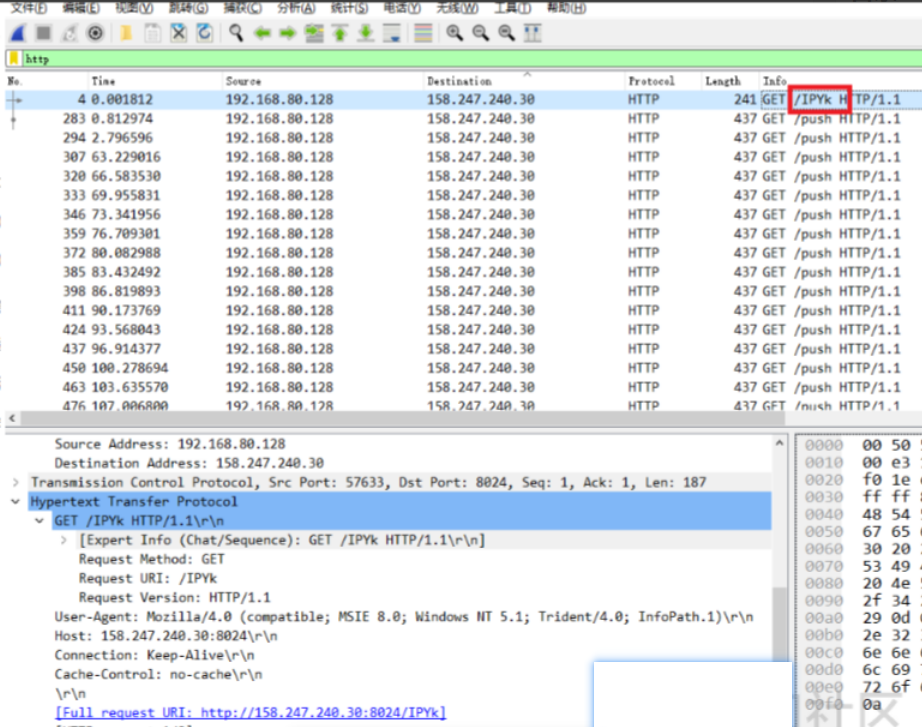 文件(F) 编辑(E) 视图(V) 跳转(G) 捕获(C) 分析(A) 统计(S) 电话(Y) 无线(W) 工具(T) 帮助(H)
http
No. Time Source Destination Protocol Length Info
4 0.001812 192.168.80.128 158.247.240.30 HTTP 241 GET /IPYk HTTP/1.1
283 0.812974 192.168.80.128 158.247.240.30 HTTP 437 GET /push HTTP/1.1
294 2.796596 192.168.80.128 158.247.240.30 HTTP 437 GET /push HTTP/1.1
307 63.229016 192.168.80.128 158.247.240.30 HTTP 437 GET /push HTTP/1.1
320 66.583530 192.168.80.128 158.247.240.30 HTTP 437 GET /push HTTP/1.1
333 69.955831 192.168.80.128 158.247.240.30 HTTP 437 GET /push HTTP/1.1
346 73.341956 192.168.80.128 158.247.240.30 HTTP 437 GET /push HTTP/1.1
359 76.709301 192.168.80.128 158.247.240.30 HTTP 437 GET /push HTTP/1.1
372 80.082988 192.168.80.128 158.247.240.30 HTTP 437 GET /push HTTP/1.1
385 83.432492 192.168.80.128 158.247.240.30 HTTP 437 GET /push HTTP/1.1
398 86.819893 192.168.80.128 158.247.240.30 HTTP 437 GET /push HTTP/1.1
411 90.173769 192.168.80.128 158.247.240.30 HTTP 437 GET /push HTTP/1.1
424 93.568043 192.168.80.128 158.247.240.30 HTTP 437 GET /push HTTP/1.1
437 96.914377 192.168.80.128 158.247.240.30 HTTP 437 GET /push HTTP/1.1
450 100.278694 192.168.80.128 158.247.240.30 HTTP 437 GET /push HTTP/1.1
463 103.635570 192.168.80.128 158.247.240.30 HTTP 437 GET /push HTTP/1.1
476 107.006800 192.168.80.128 158.247.240.30 HTTP 437 GET /push HTTP/1.1
Source Address: 192.168.80.128 0000 00 50
Destination Address: 158.247.240.30 0010 00 e3
Transmission Control Protocol, Src Port: 57633, Dst Port: 8024, Seq: 1, Ack: 1, Len: 187 0020 f0 1e
Hypertext Transfer Protocol 0030 ff ff
GET /IPYk HTTP/1.1\r\n 0040 48 54
[Expert Info (Chat/Sequence): GET /IPYk HTTP/1.1\r\n] 0050 67 65
Request Method: GET 0060 30 20
Request URI: /IPYk 0070 53 49
Request Version: HTTP/1.1 0080 20 4e
User-Agent: Mozilla/4.0 (compatible; MSIE 8.0; Windows NT 5.1; Trident/4.0; InfoPath.1)\r\n 0090 2f 34
Host: 158.247.240.30:8024\r\n 00a0 29 0d
Connection: Keep-Alive\r\n 00b0 2e 32
Cache-Control: no-cache\r\n 00c0 6e 6e
\r\n 00d0 6c 69
[Full request URI: http://158.247.240.30:8024/IPYk] 00e0 72 6f
00f0 0a
社区